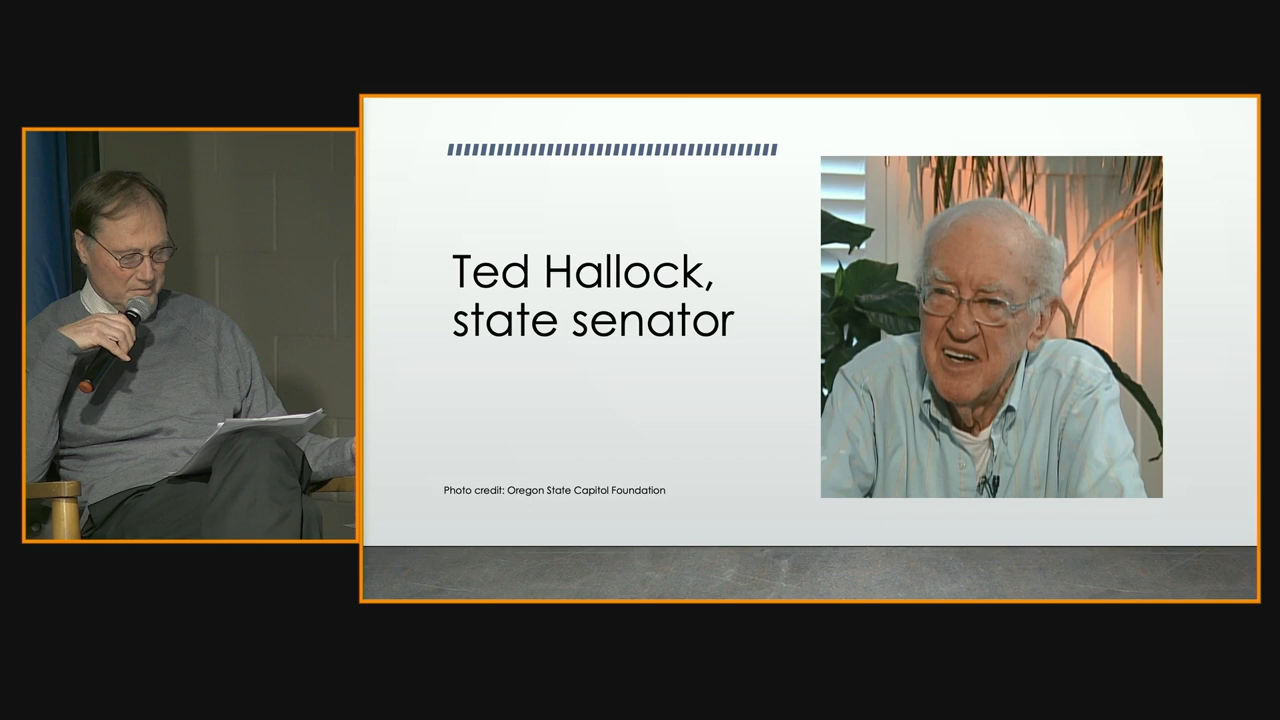 Ted Hallock,
state senator
Photo credit: Oregon State Capitol Foundation